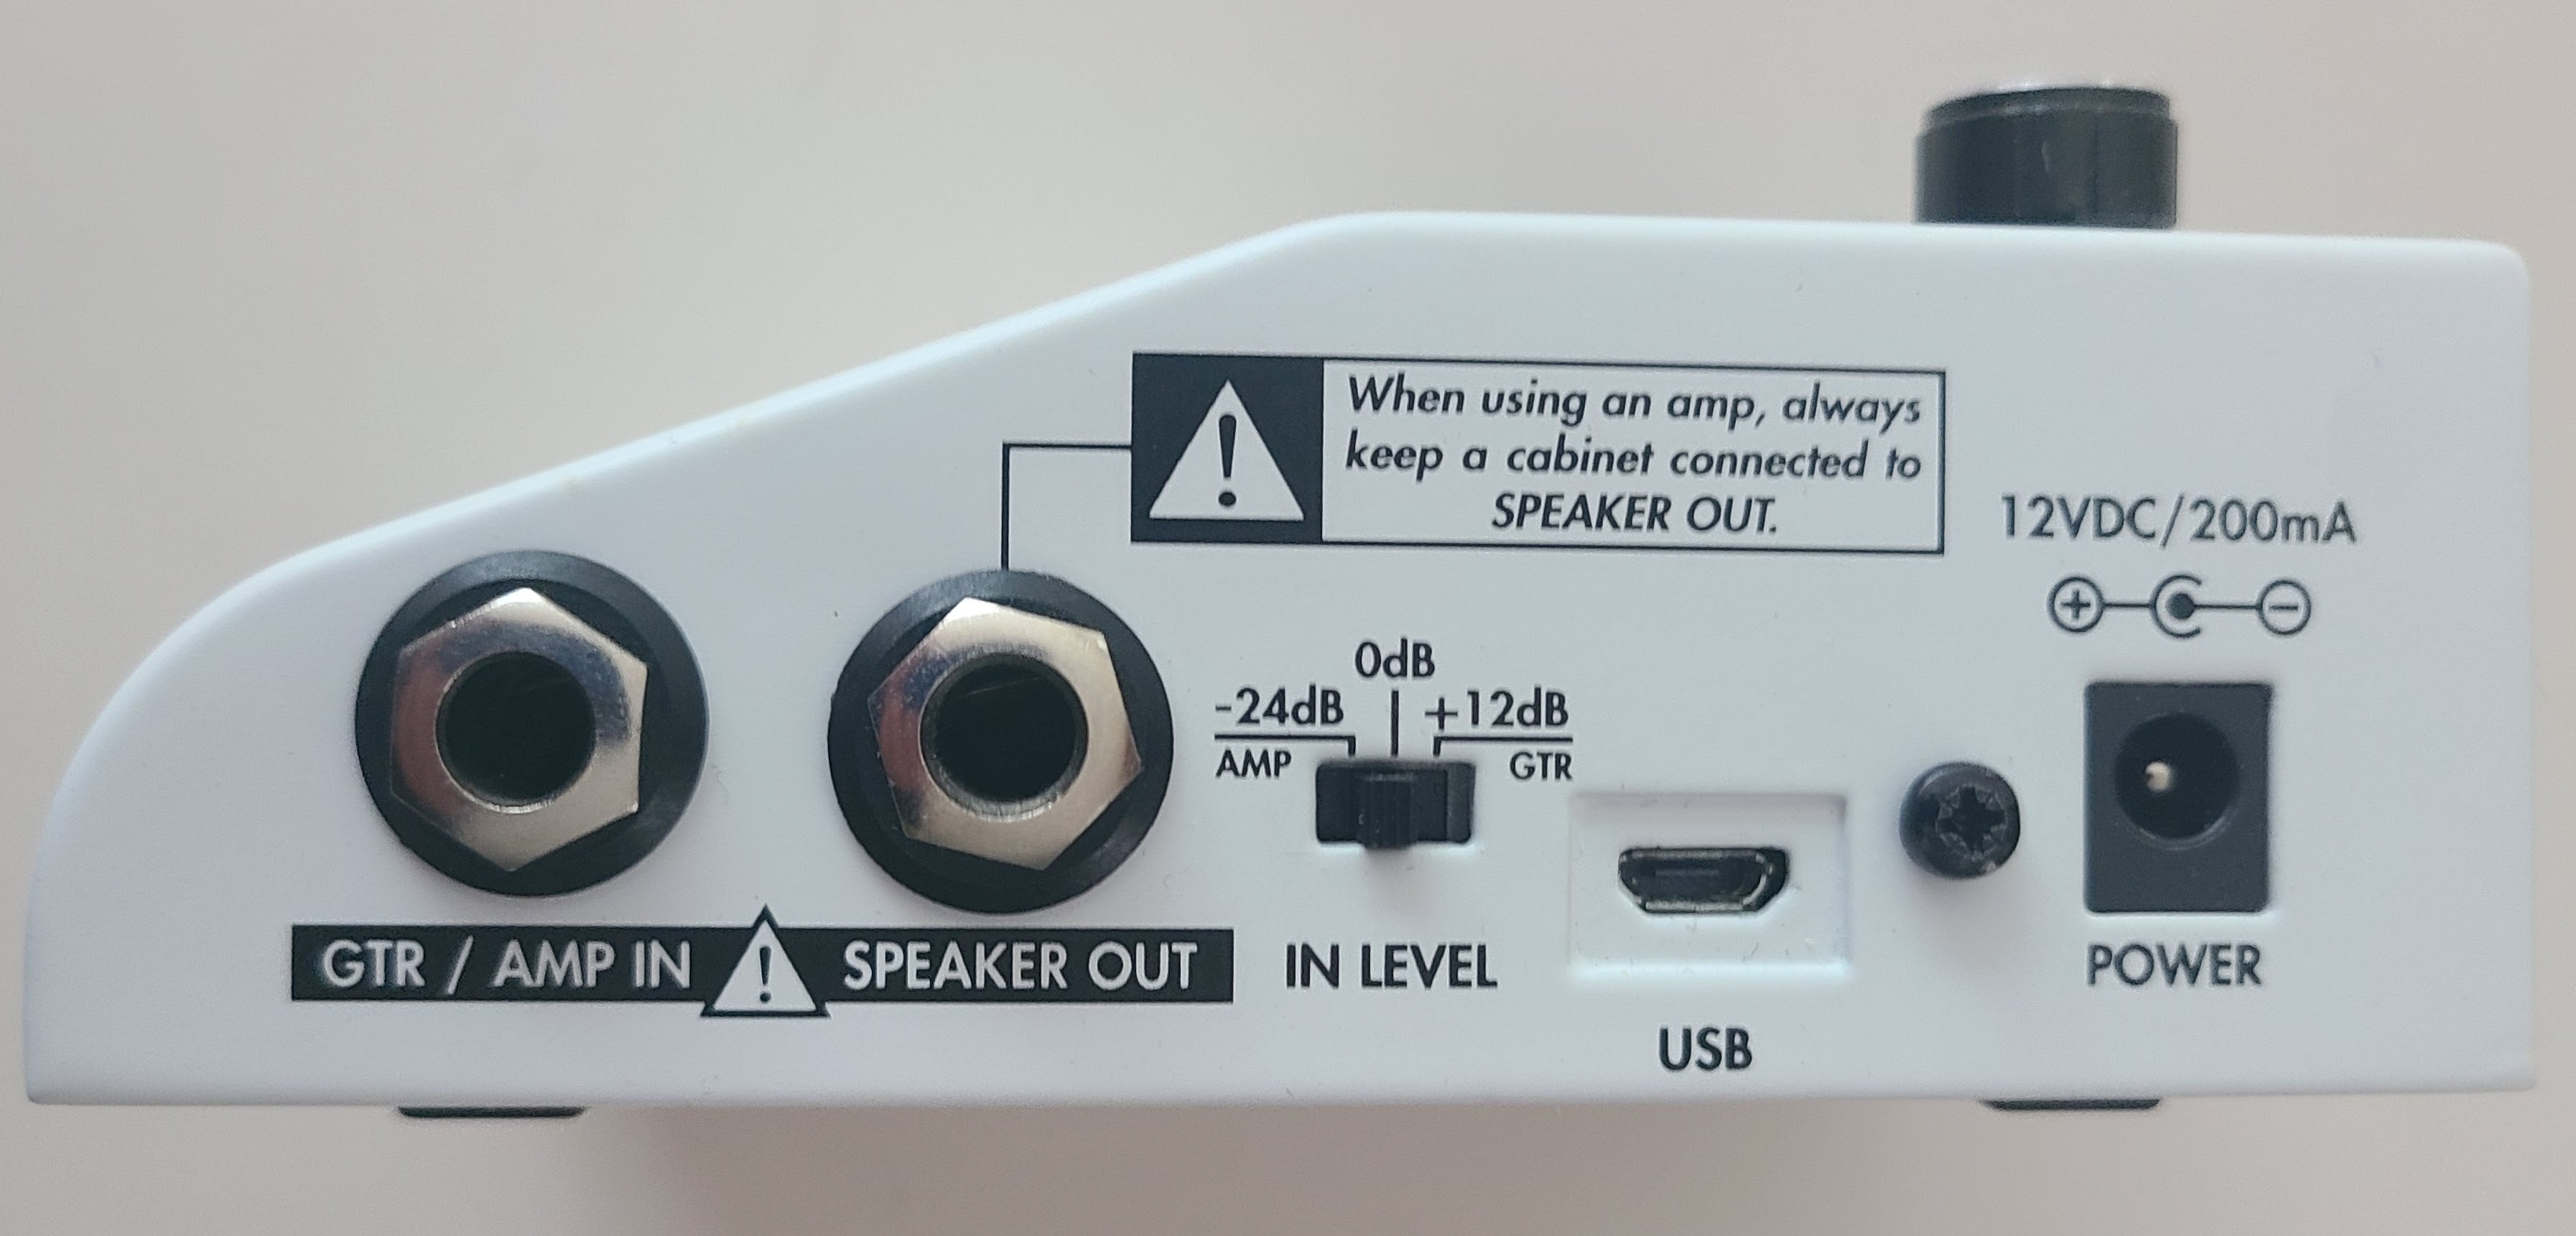 When using an amp, always
keep a cabinet connected to
SPEAKER OUT.
12VDC/200mA
0dB
-24dB +12dB
AMP GTR
GTR / AMP IN ! SPEAKER OUT
IN LEVEL
USB
POWER